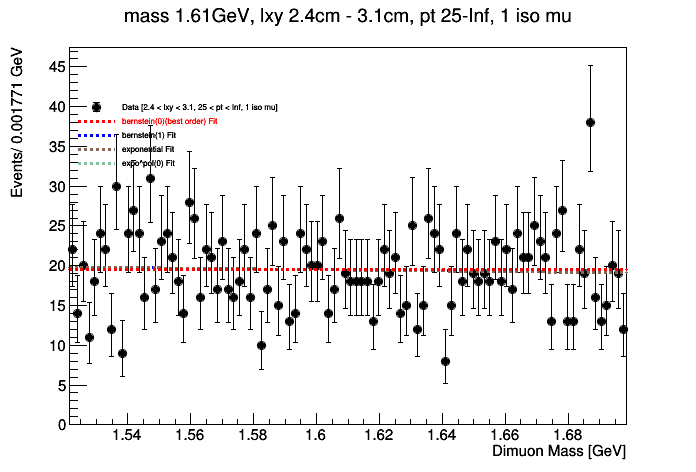 mass 1.61GeV, lxy 2.4cm - 3.1cm, pt 25-Inf, 1 iso mu
Events/ 0.001771 GeV
45
40
35
30
25
20
15
10
5
0
Data [2.4 < lxy < 3.1, 25 < pt < Inf, 1 iso mu]
bernstein(0)(best order) Fit
bernstein(1) Fit
exponential Fit
expo*pol(0) Fit
1.54
1.56
1.58
1.6
1.62
1.64
1.66
1.68
Dimuon Mass [GeV]